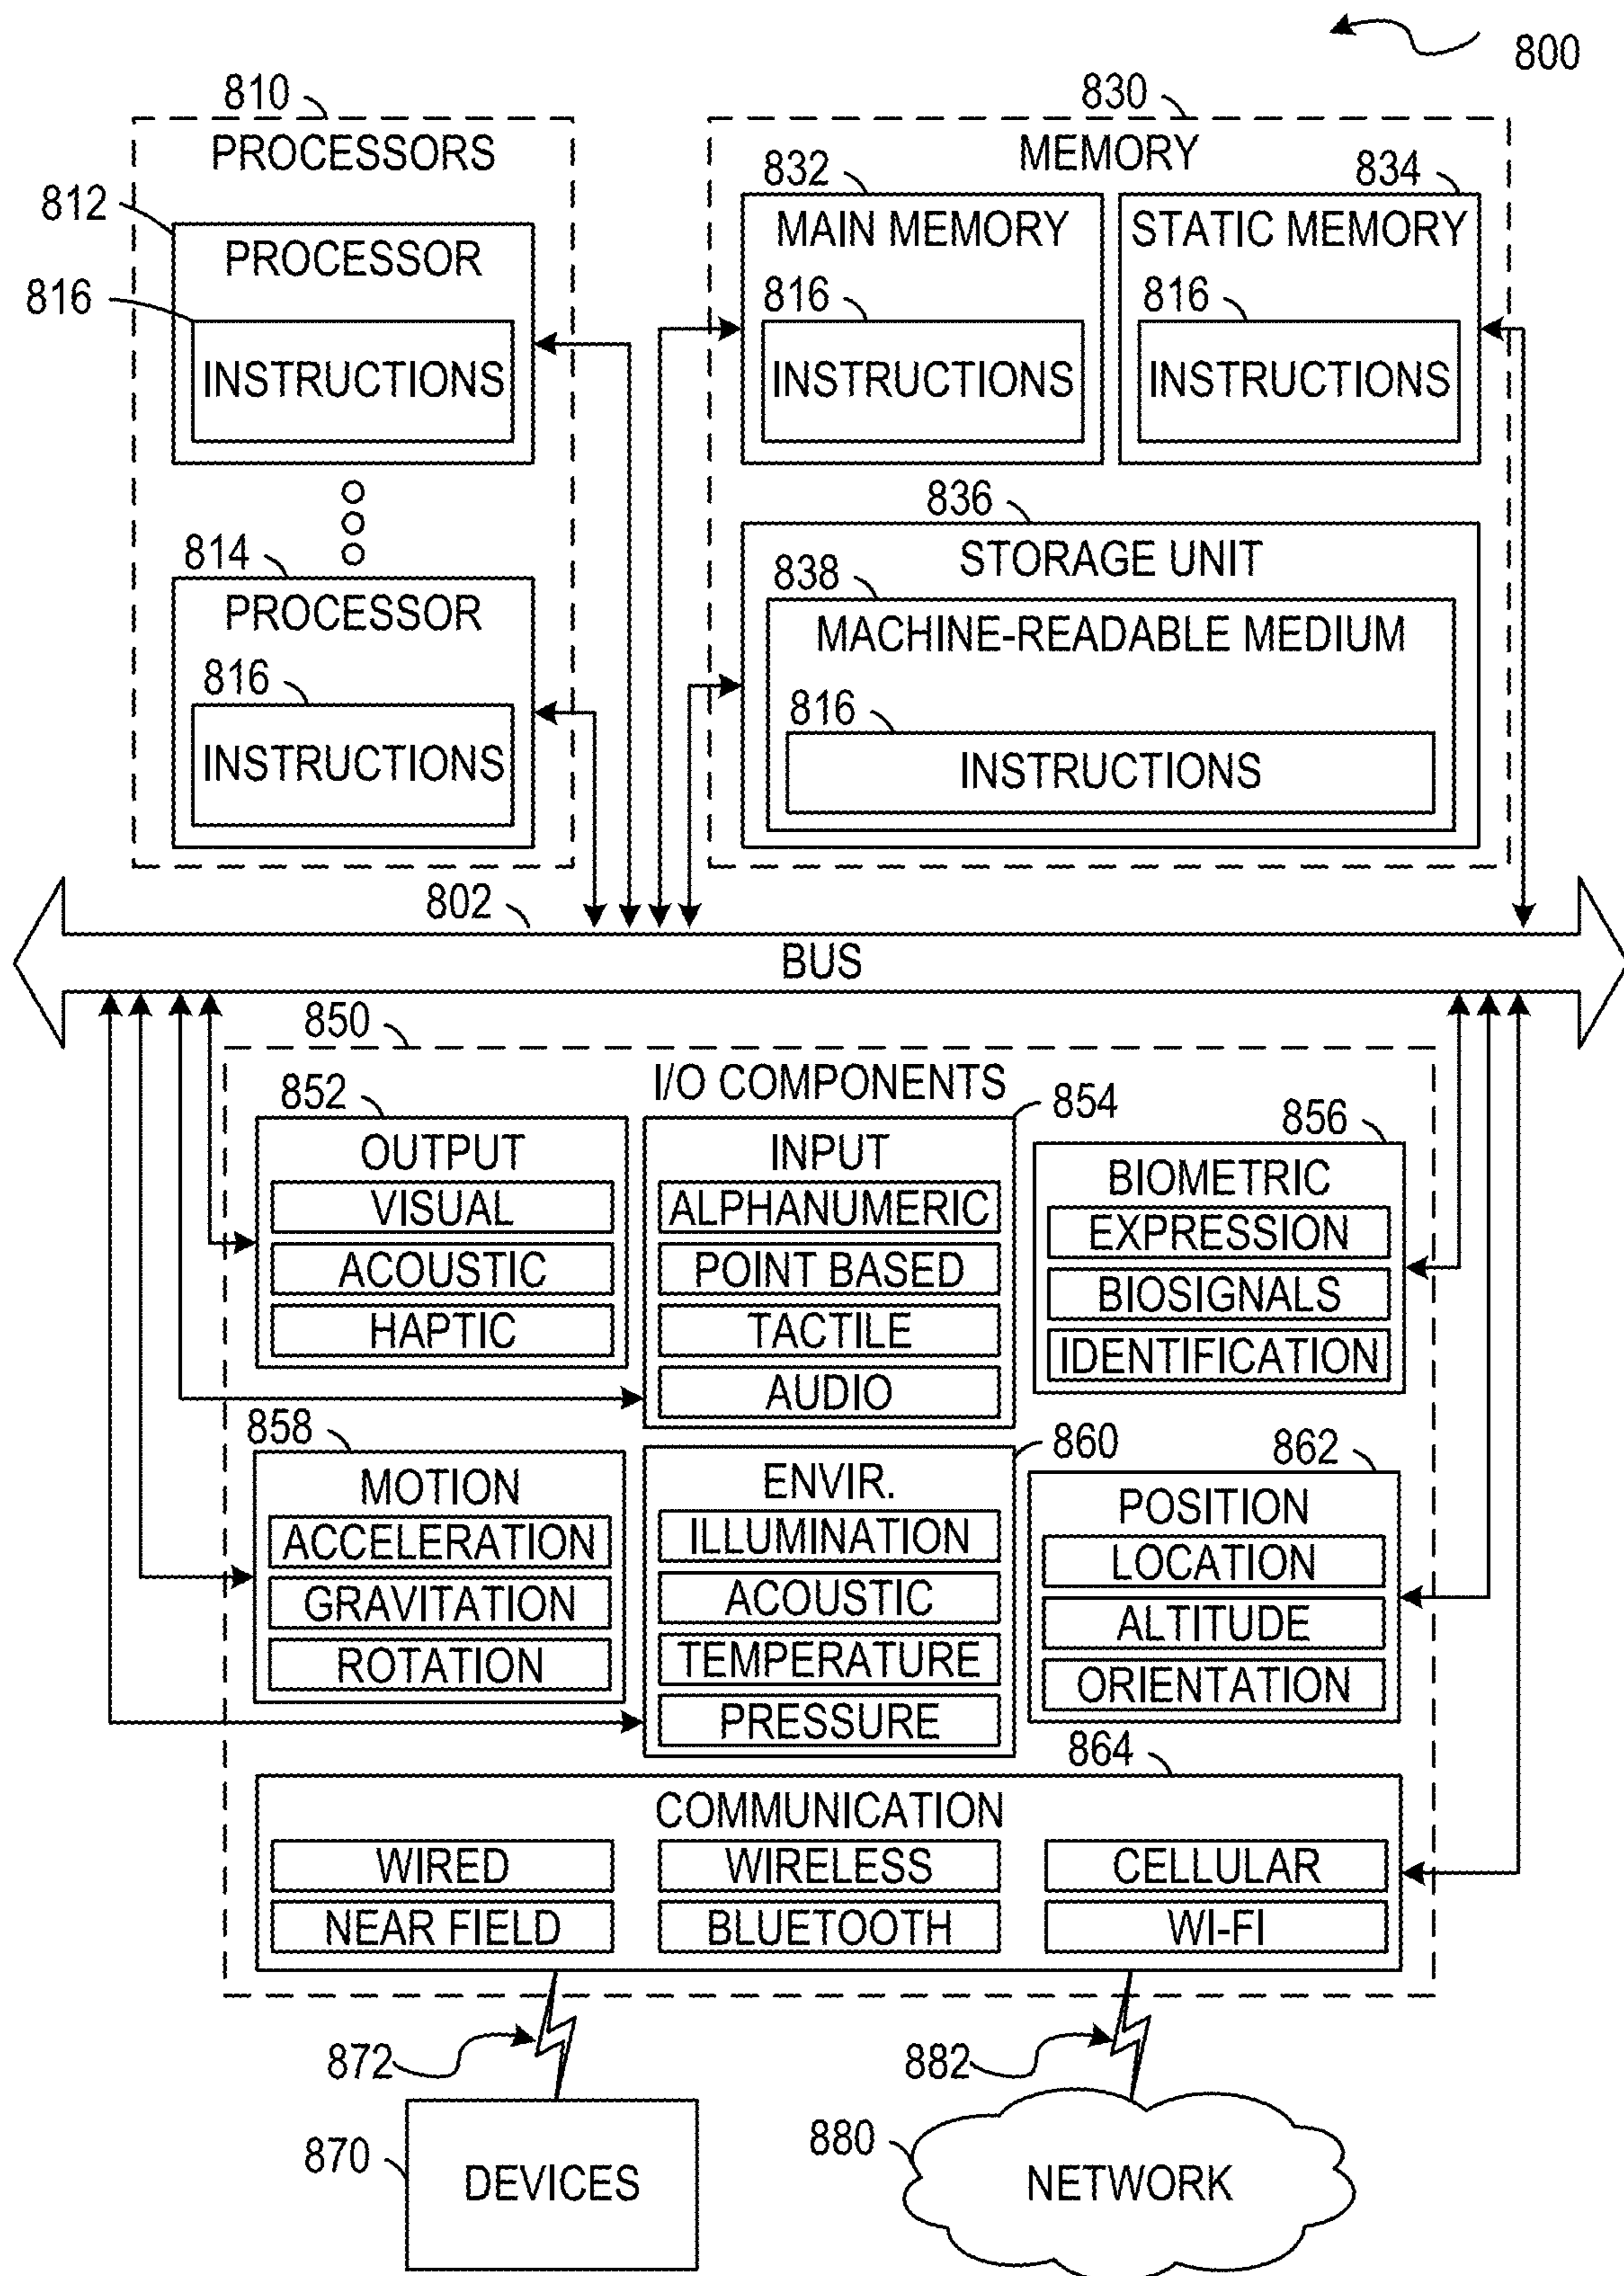 800
810
PROCESSORS
812
PROCESSOR
816
INSTRUCTIONS
814
PROCESSOR
816
INSTRUCTIONS
830
MEMORY
832
MAIN MEMORY
816
INSTRUCTIONS
834
STATIC MEMORY
816
INSTRUCTIONS
836
STORAGE UNIT
838
MACHINE-READABLE MEDIUM
816
INSTRUCTIONS
802
BUS
850
I/O COMPONENTS
852
OUTPUT
VISUAL
ACOUSTIC
HAPTIC
854
INPUT
ALPHANUMERIC
POINT BASED
TACTILE
AUDIO
856
BIOMETRIC
EXPRESSION
BIOSIGNALS
IDENTIFICATION
858
MOTION
ACCELERATION
GRAVITATION
ROTATION
860
ENVIR.
ILLUMINATION
ACOUSTIC
TEMPERATURE
PRESSURE
862
POSITION
LOCATION
ALTITUDE
ORIENTATION
864
COMMUNICATION
WIRED
WIRELESS
CELLULAR
NEAR FIELD
BLUETOOTH
WI-FI
872
882
870
DEVICES
880
NETWORK